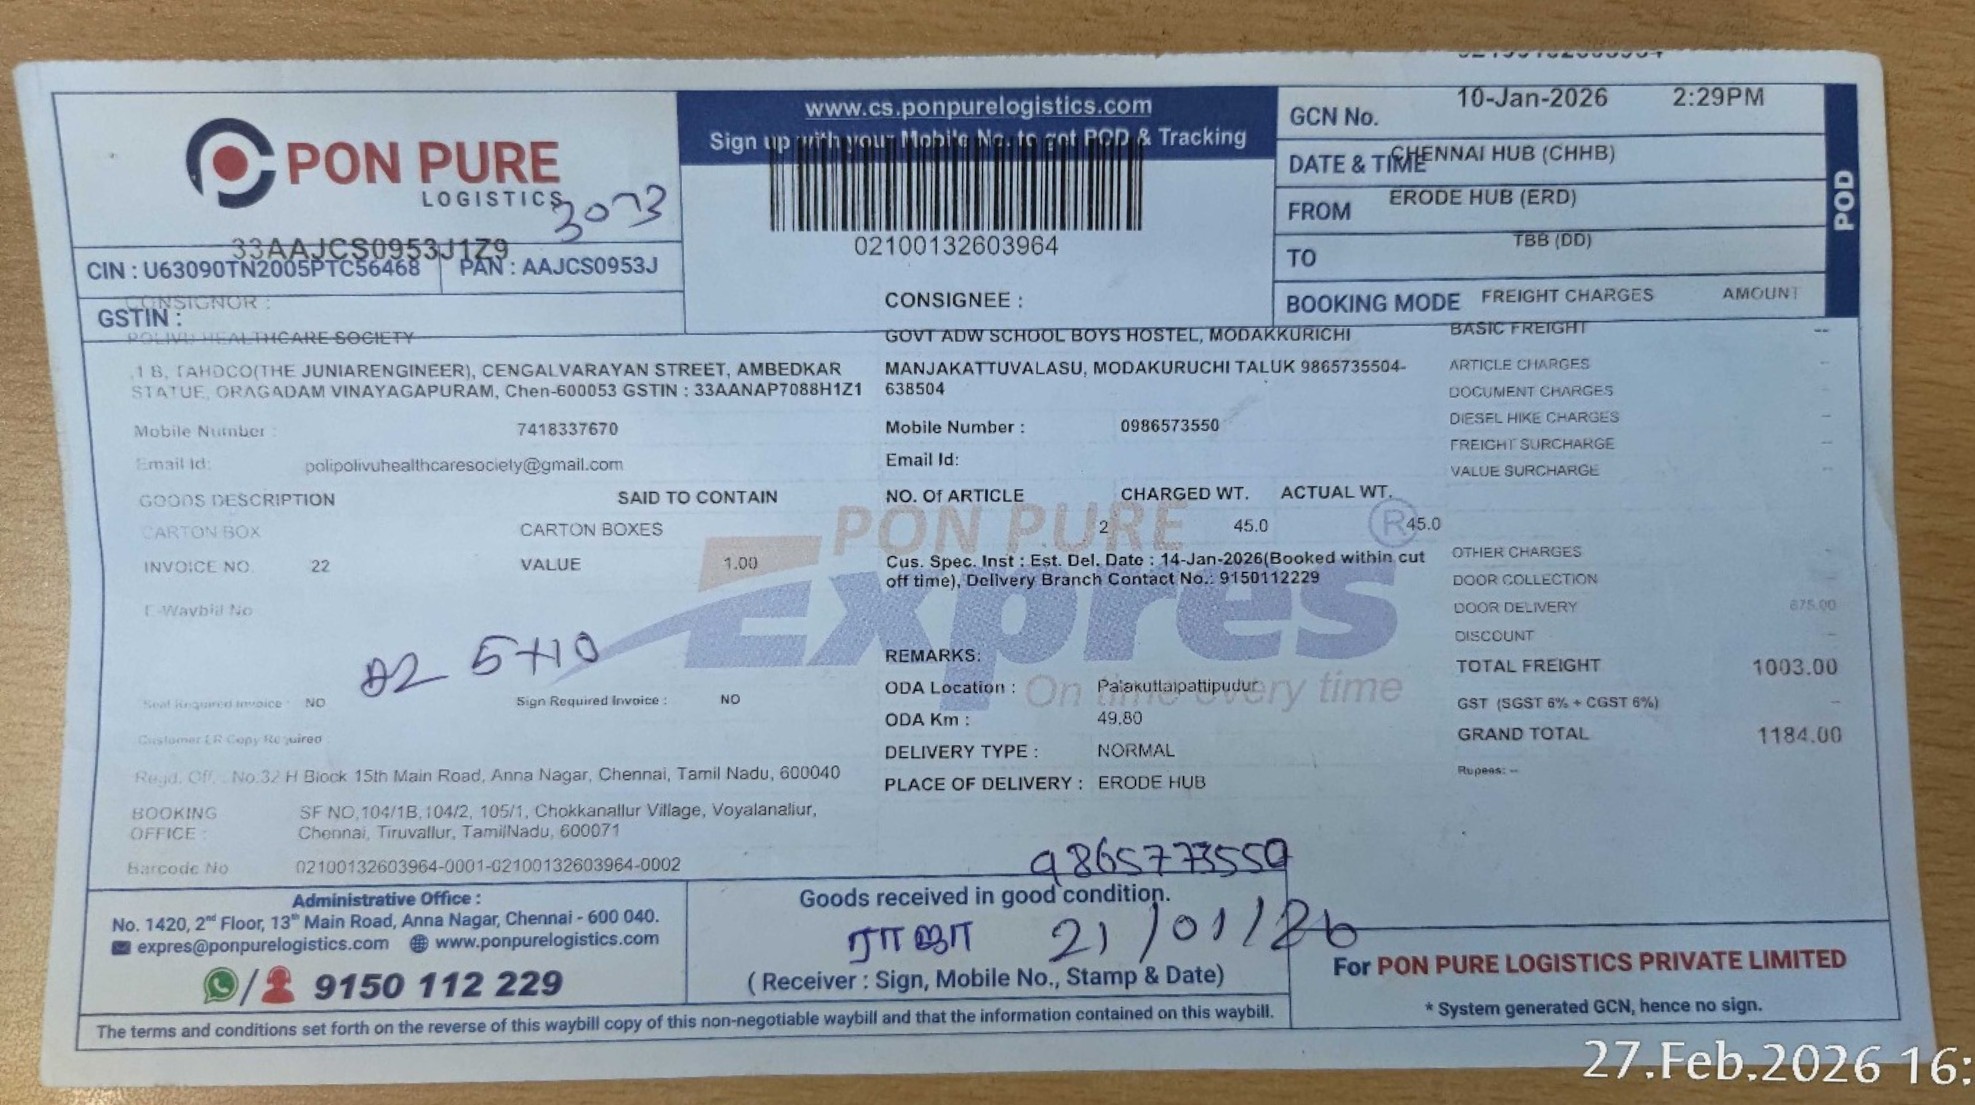 www.cs.ponpurelogistics.com
Sign up with your Mobile No. to get POD & Tracking
PON PURE
LOGISTICS
3073
33AAJCS0953J1Z9
CIN : U63090TN2005PTC56468
PAN : AAJCS0953J
GSTIN :
02100132603964
GCN No.
10-Jan-2026 2:29PM
DATE & TIME
CHENNAI HUB (CHHB)
FROM
ERODE HUB (ERD)
TO
TBB (DD)
BOOKING MODE
POD
CONSIGNOR :
POLIVU HEALTHCARE SOCIETY
1 B, TAHDCO(THE JUNIARENGINEER), CENGALVARAYAN STREET, AMBEDKAR
STATUE, ORAGADAM VINAYAGAPURAM, Chen-600053 GSTIN : 33AANAP7088H1Z1
Mobile Number : 7418337670
Email Id: polipolivuhealthcaresociety@gmail.com
CONSIGNEE :
GOVT ADW SCHOOL BOYS HOSTEL, MODAKKURICHI
MANJAKATTUVALASU, MODAKURUCHI TALUK 9865735504-
638504
Mobile Number : 0986573550
Email Id:
FREIGHT CHARGES AMOUNT
BASIC FREIGHT --
ARTICLE CHARGES --
DOCUMENT CHARGES --
DIESEL HIKE CHARGES --
FREIGHT SURCHARGE --
VALUE SURCHARGE --
GOODS DESCRIPTION SAID TO CONTAIN
CARTON BOX CARTON BOXES
INVOICE NO. 22 VALUE 1.00
E-Waybill No
NO. Of ARTICLE CHARGED WT. ACTUAL WT.
2 45.0 45.0
PON PURE
Expres
On time every time
Cus. Spec. Inst : Est. Del. Date : 14-Jan-2026(Booked within cut
off time), Delivery Branch Contact No.: 9150112229
OTHER CHARGES --
DOOR COLLECTION --
DOOR DELIVERY 675.00
DISCOUNT --
TOTAL FREIGHT 1003.00
GST (SGST 6% + CGST 6%) --
GRAND TOTAL 1184.00
Rupees: --
5+10
Seal Required Invoice : NO
Sign Required Invoice : NO
Customer LR Copy Required :
REMARKS:
ODA Location : Palakuttaipattipudur
ODA Km : 49.80
DELIVERY TYPE : NORMAL
PLACE OF DELIVERY : ERODE HUB
Regd. Off. : No:32 H Block 15th Main Road, Anna Nagar, Chennai, Tamil Nadu, 600040
BOOKING OFFICE : SF NO,104/1B,104/2, 105/1, Chokkanallur Village, Voyalanallur,
Chennai, Tiruvallur, TamilNadu, 600071
Barcode No 02100132603964-0001-02100132603964-0002
Administrative Office :
No. 1420, 2nd Floor, 13th Main Road, Anna Nagar, Chennai - 600 040.
expres@ponpurelogistics.com www.ponpurelogistics.com
9150 112 229
Goods received in good condition.
ராஜா 21/01/26
( Receiver : Sign, Mobile No., Stamp & Date)
For PON PURE LOGISTICS PRIVATE LIMITED
* System generated GCN, hence no sign.
The terms and conditions set forth on the reverse of this waybill copy of this non-negotiable waybill and that the information contained on this waybill.
27.Feb.2026 16: